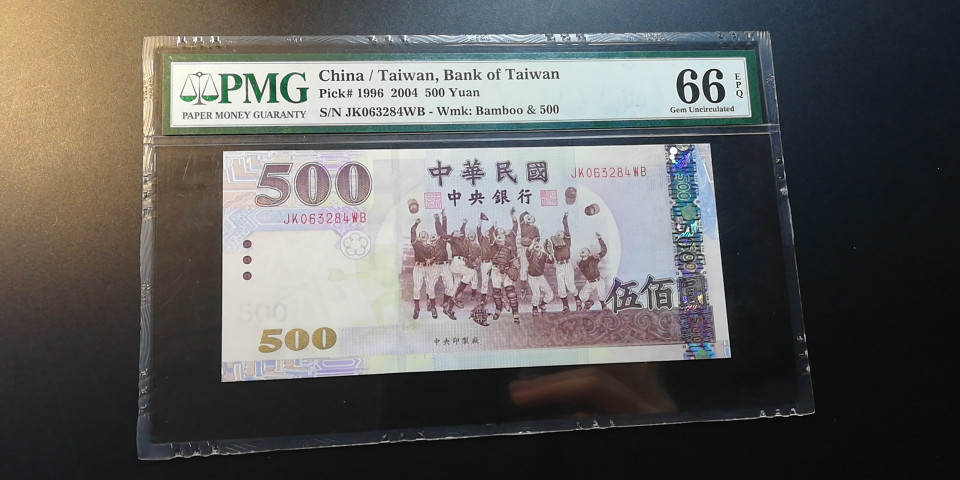 PMG
PAPER MONEY GUARANTY
China / Taiwan, Bank of Taiwan
Pick# 1996 2004 500 Yuan
S/N JK063284WB - Wmk: Bamboo & 500
66 EPQ
Gem Uncirculated
500
中華民國
JK063284WB
中央銀行
JK063284WB
伍佰
500
500
中央印製廠